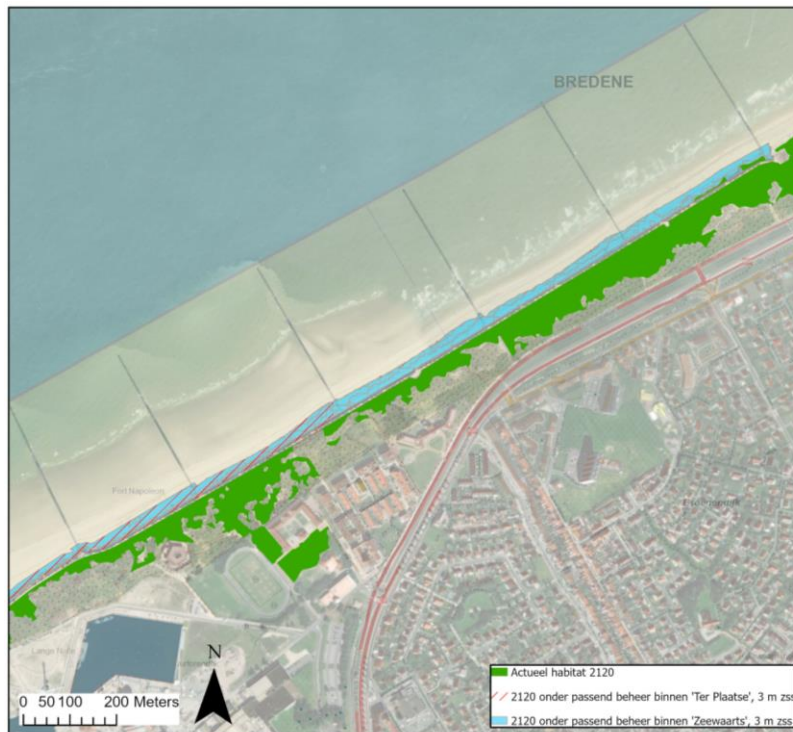 BREDENE
Fort Napoleon
N
0 50 100 200 Meters
Actueel habitat 2120
2120 onder passend beheer binnen 'Ter Plaatse', 3 m zss
2120 onder passend beheer binnen 'Zeewaarts', 3 m zss